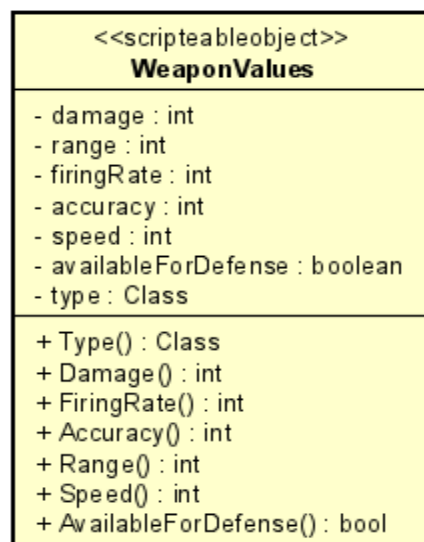 <<scripteableobject>>
WeaponValues
- damage : int
- range : int
- firingRate : int
- accuracy : int
- speed : int
- availableForDefense : boolean
- type : Class
+ Type() : Class
+ Damage() : int
+ FiringRate() : int
+ Accuracy() : int
+ Range() : int
+ Speed() : int
+ AvailableForDefense() : bool